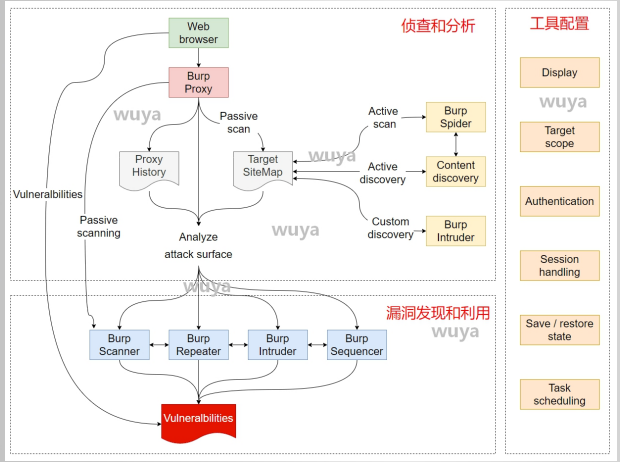 Web
browser
侦查和分析
工具配置
Burp
Proxy
Display
wuya
wuya
Passive
scan
Active
scan
Burp
Spider
Target
scope
Proxy
History
Target
SiteMap
wuya
Active
discovery
Content
discovery
Vulneralbilities
Authentication
Passive
scanning
Custom
discovery
Burp
Intruder
wuya
Analyze
attack surface
Session
handling
wuya
漏洞发现和利用
wuya
Burp
Scanner
Burp
Repeater
Burp
Intruder
Burp
Sequencer
Save / restore
state
Task
scheduling
Vulneralbilities